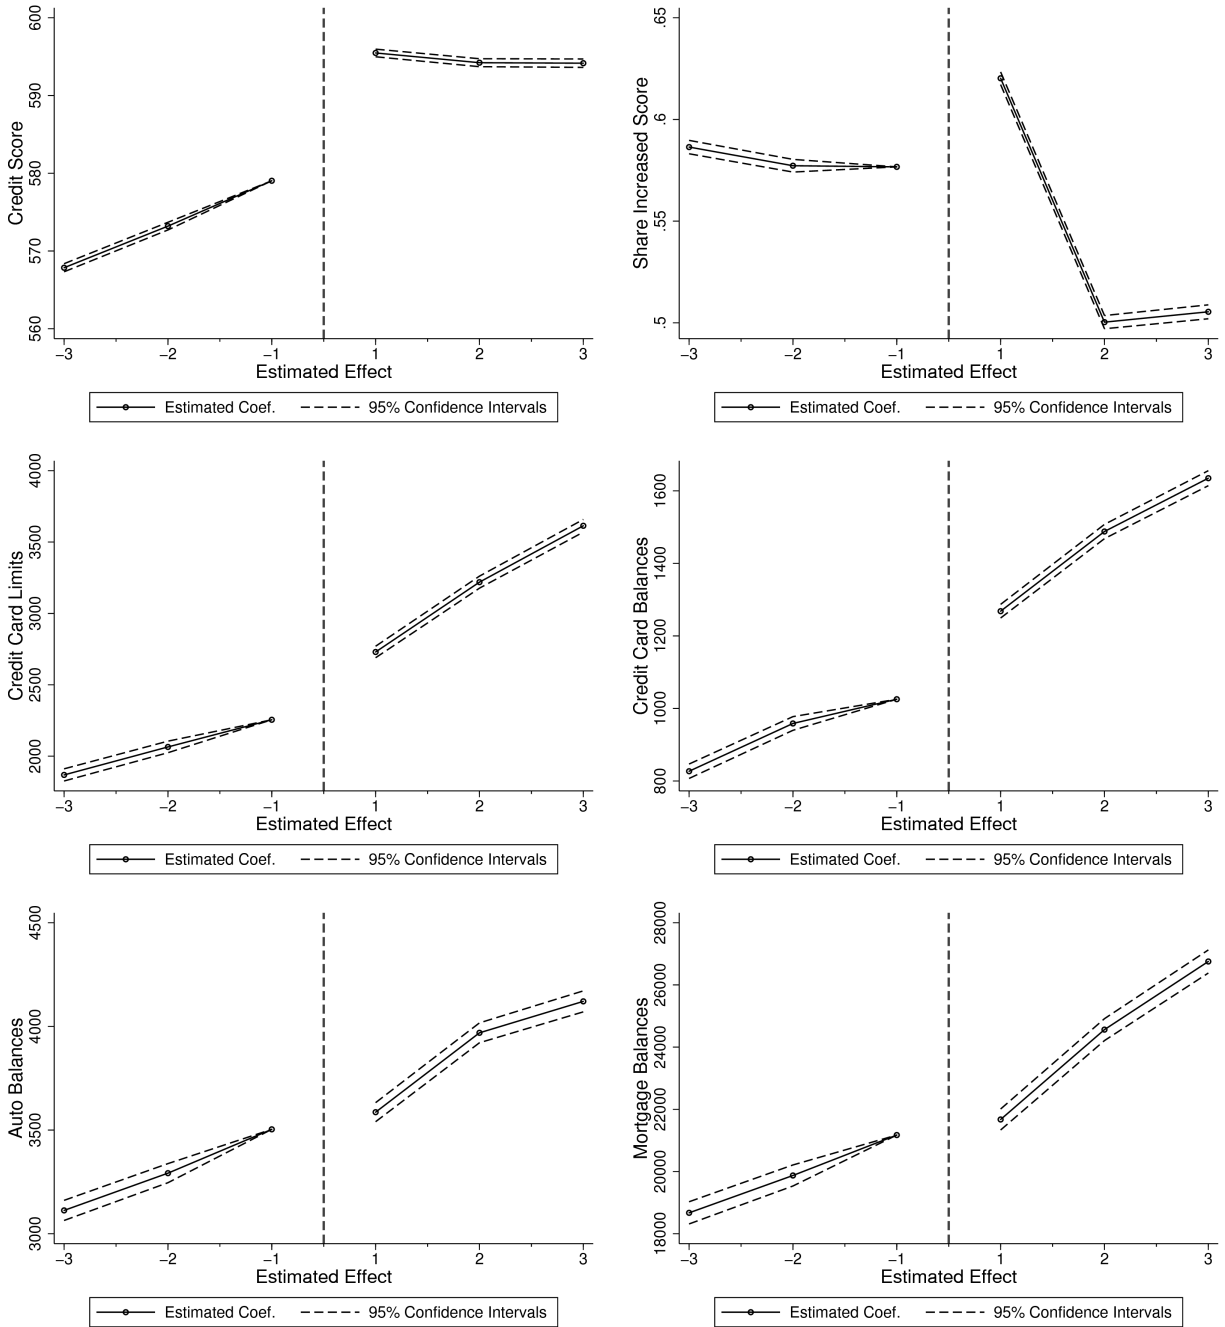 Credit Score
560 570 580 590 600
−3 −2 −1 1 2 3
Estimated Effect
Estimated Coef. 95% Confidence Intervals
Share Increased Score
.5 .55 .6 .65
−3 −2 −1 1 2 3
Estimated Effect
Estimated Coef. 95% Confidence Intervals
Credit Card Limits
2000 2500 3000 3500 4000
−3 −2 −1 1 2 3
Estimated Effect
Estimated Coef. 95% Confidence Intervals
Credit Card Balances
800 1000 1200 1400 1600
−3 −2 −1 1 2 3
Estimated Effect
Estimated Coef. 95% Confidence Intervals
Auto Balances
3000 3500 4000 4500
−3 −2 −1 1 2 3
Estimated Effect
Estimated Coef. 95% Confidence Intervals
Mortgage Balances
18000 20000 22000 24000 26000 28000
−3 −2 −1 1 2 3
Estimated Effect
Estimated Coef. 95% Confidence Intervals